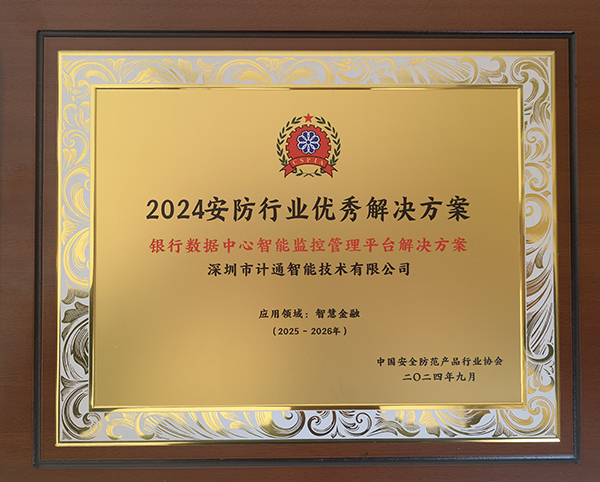 CSPIA
2024安防行业优秀解决方案
银行数据中心智能监控管理平台解决方案
深圳市计通智能技术有限公司
应用领域：智慧金融
（2025 ~ 2026年）
中国安全防范产品行业协会
二〇二四年九月